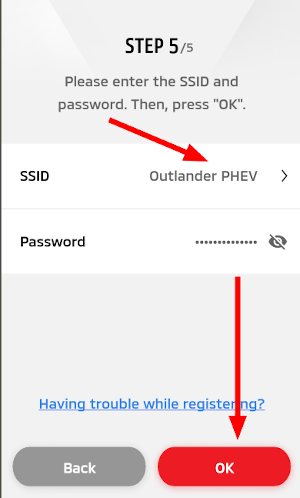 STEP 5/5
Please enter the SSID and
password. Then, press "OK".
SSID Outlander PHEV
Password ••••••••••••••
Having trouble while registering?
Back OK